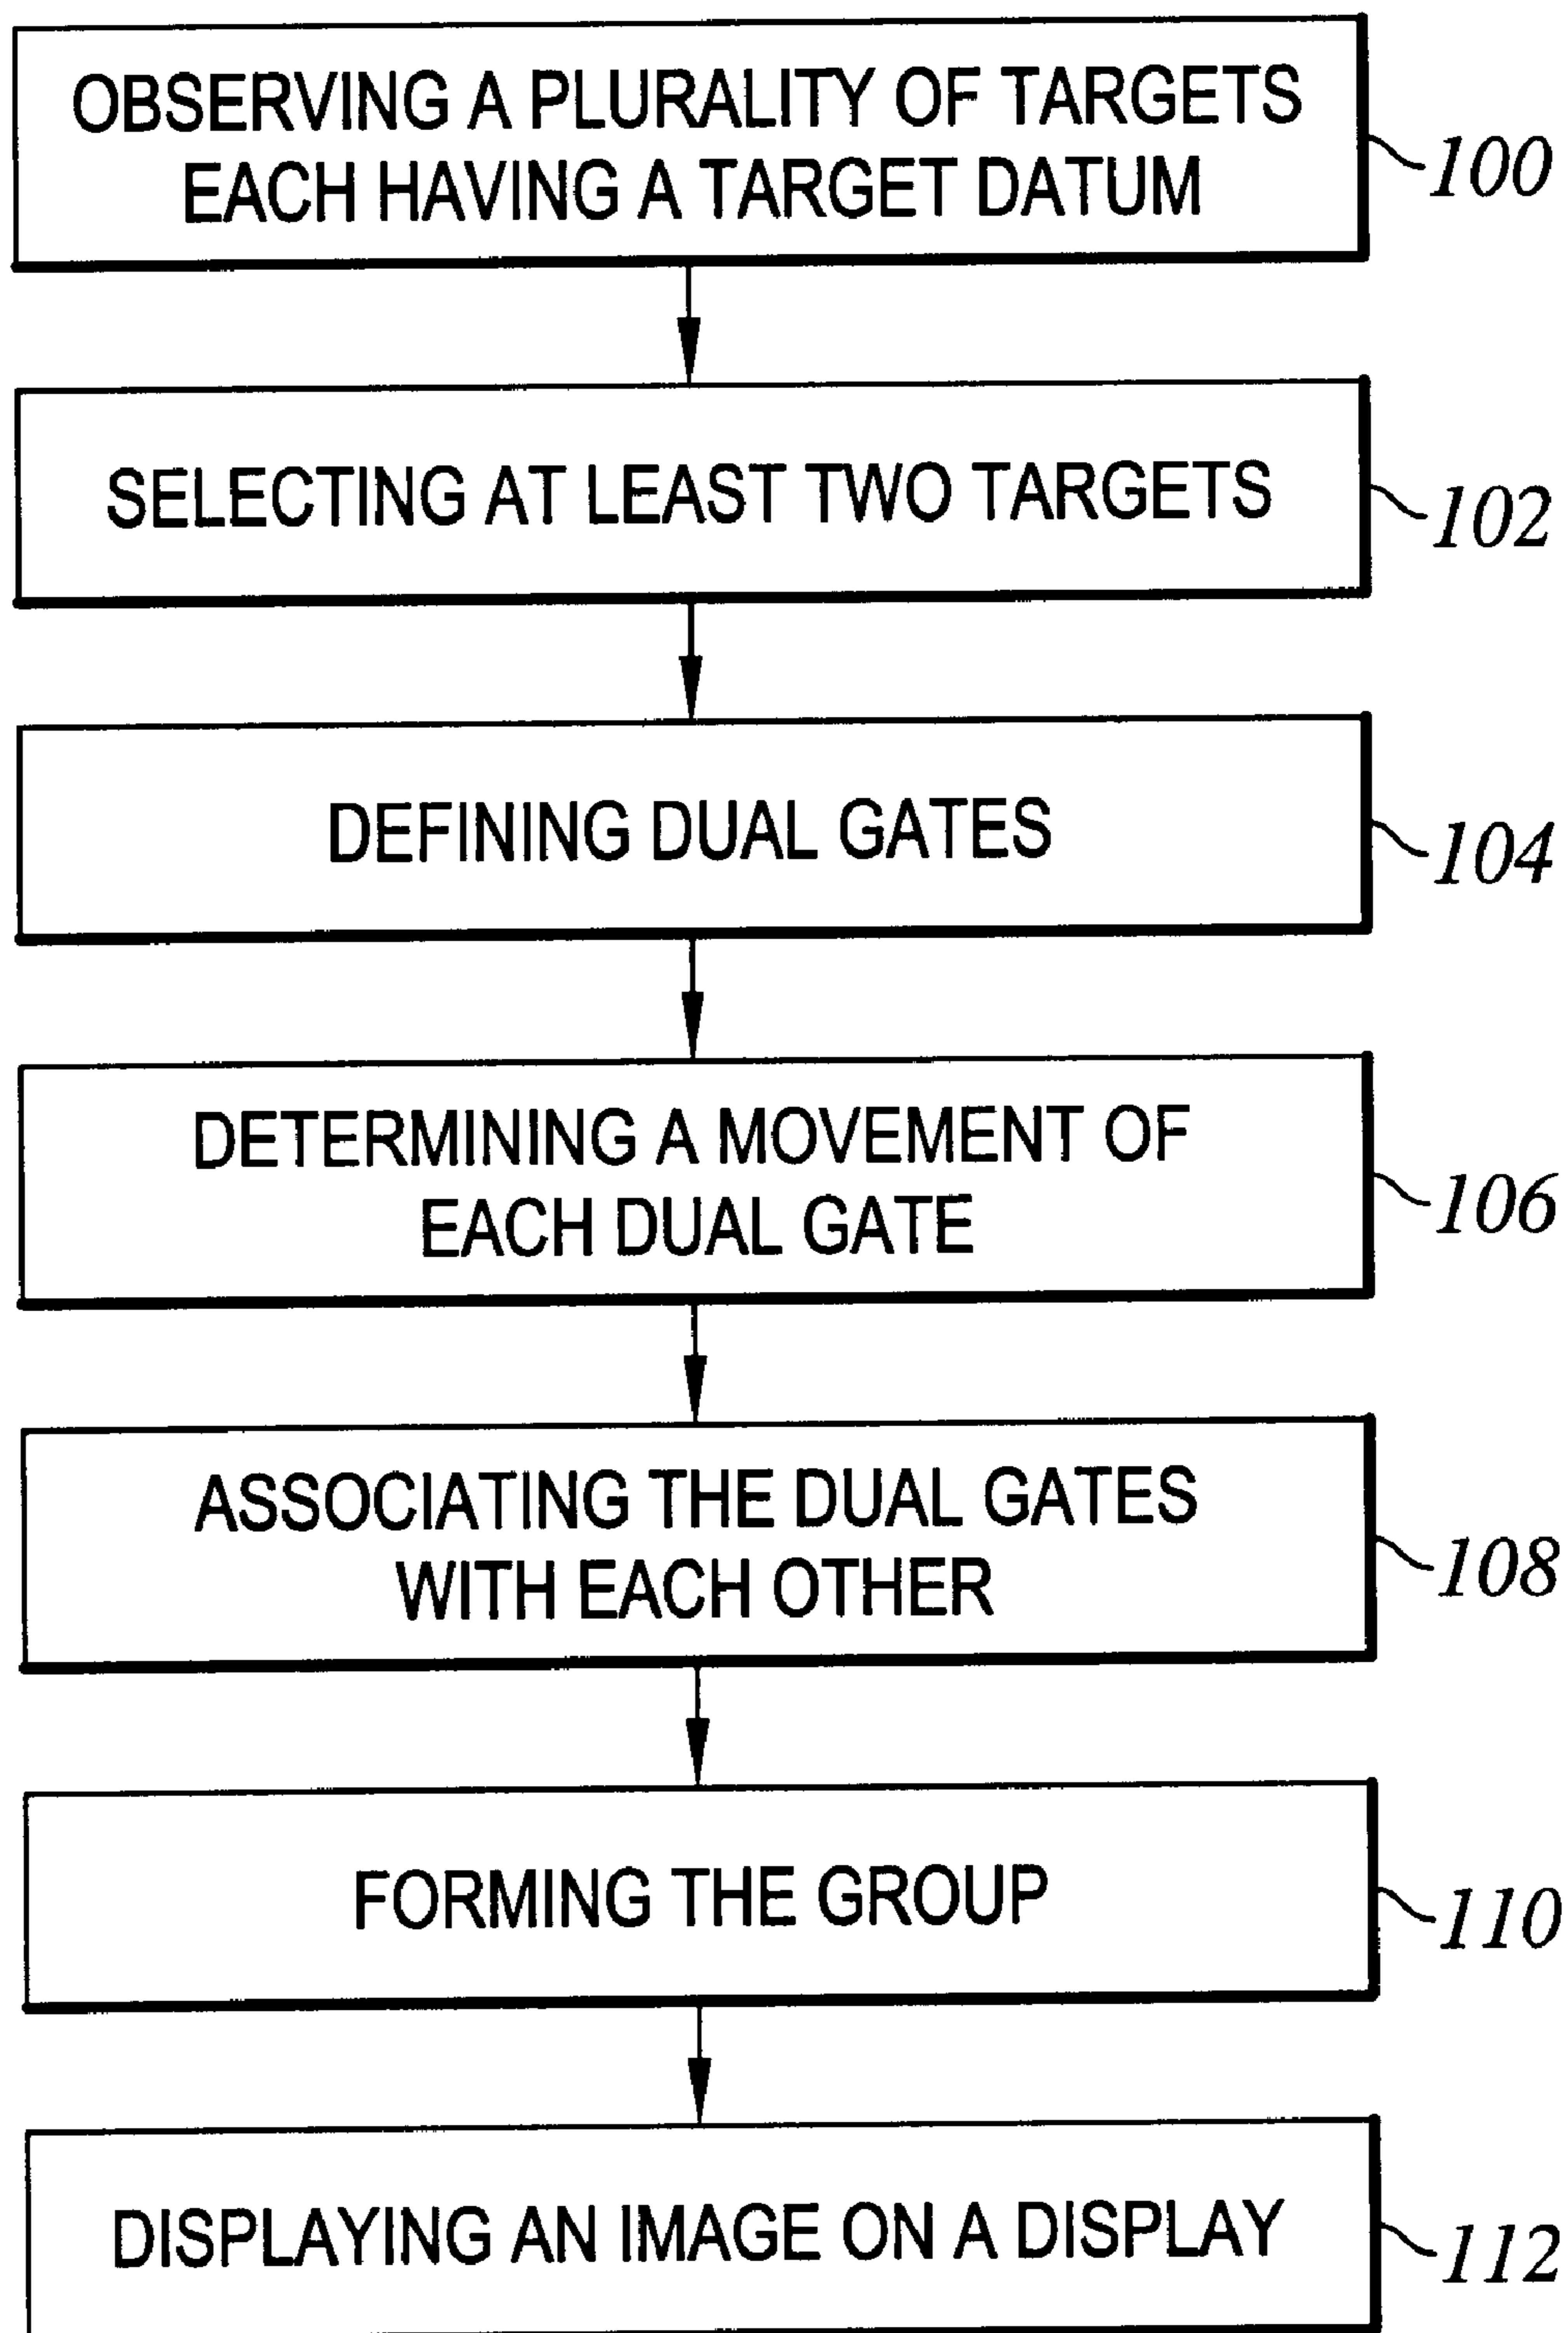 OBSERVING A PLURALITY OF TARGETS
EACH HAVING A TARGET DATUM
100
SELECTING AT LEAST TWO TARGETS
102
DEFINING DUAL GATES
104
DETERMINING A MOVEMENT OF
EACH DUAL GATE
106
ASSOCIATING THE DUAL GATES
WITH EACH OTHER
108
FORMING THE GROUP
110
DISPLAYING AN IMAGE ON A DISPLAY
112